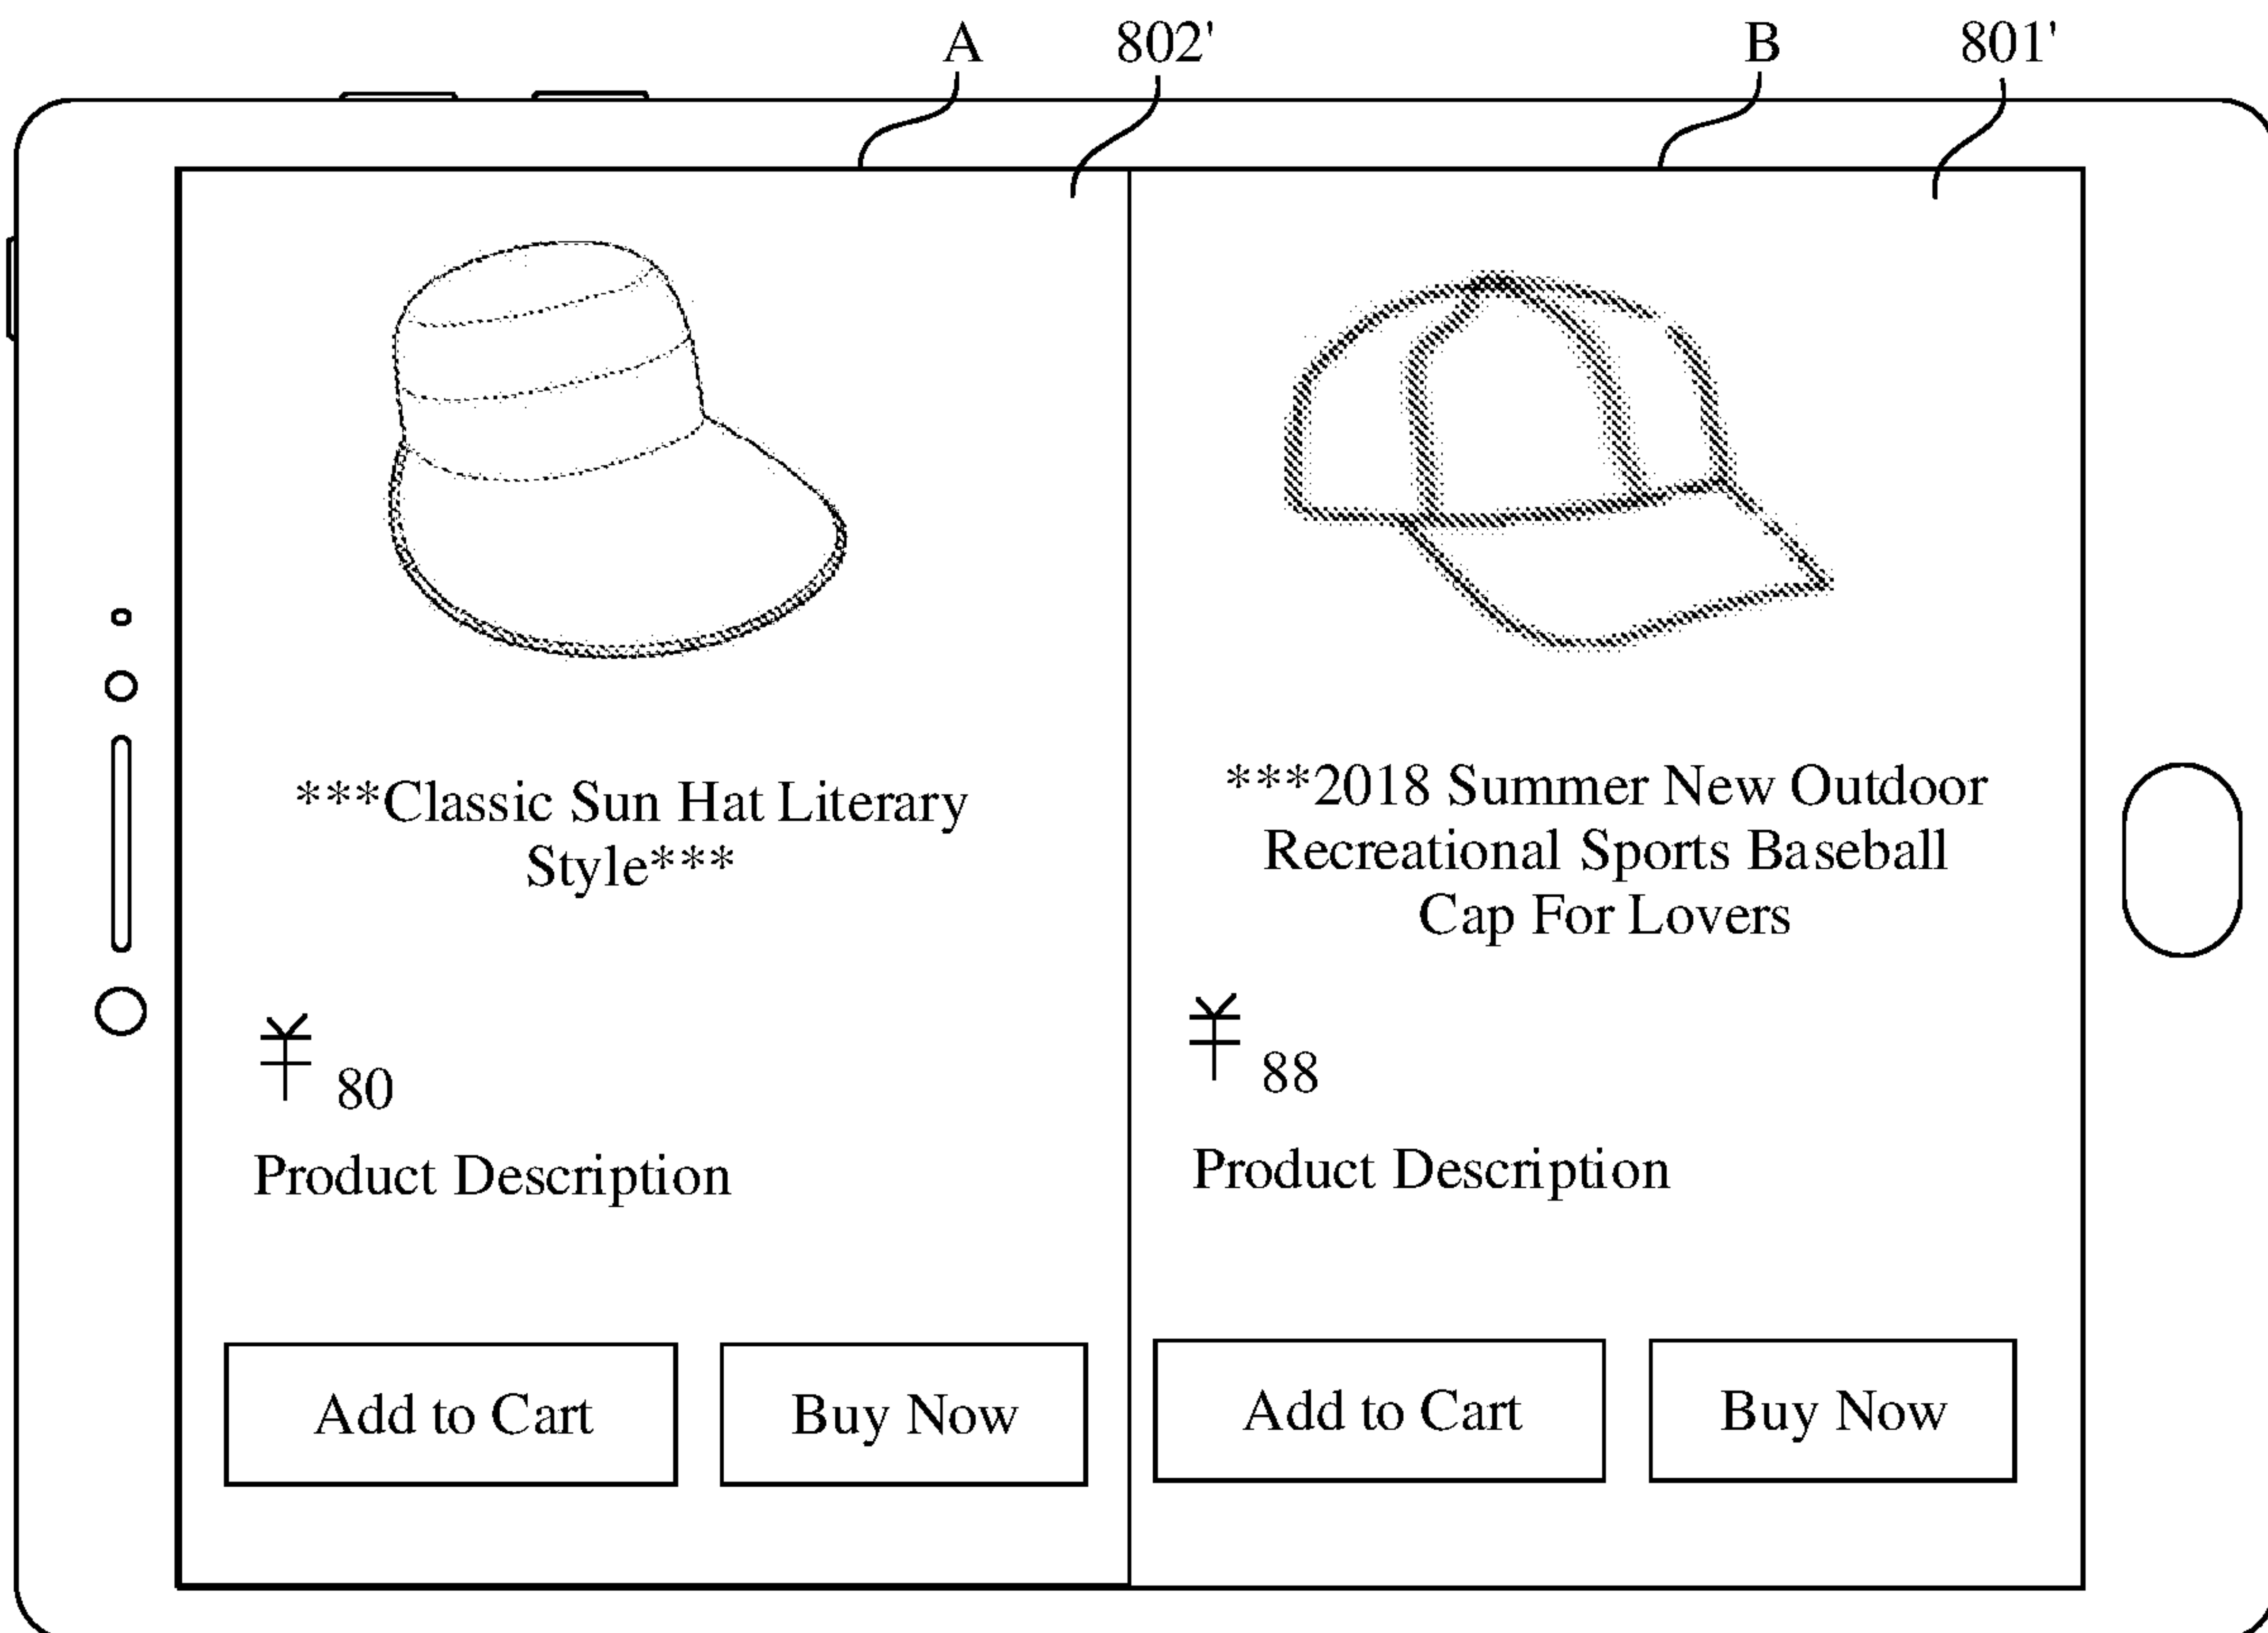 A 802' B 801'
***Classic Sun Hat Literary
Style***
¥ 80
Product Description
Add to Cart Buy Now
***2018 Summer New Outdoor
Recreational Sports Baseball
Cap For Lovers
¥ 88
Product Description
Add to Cart Buy Now